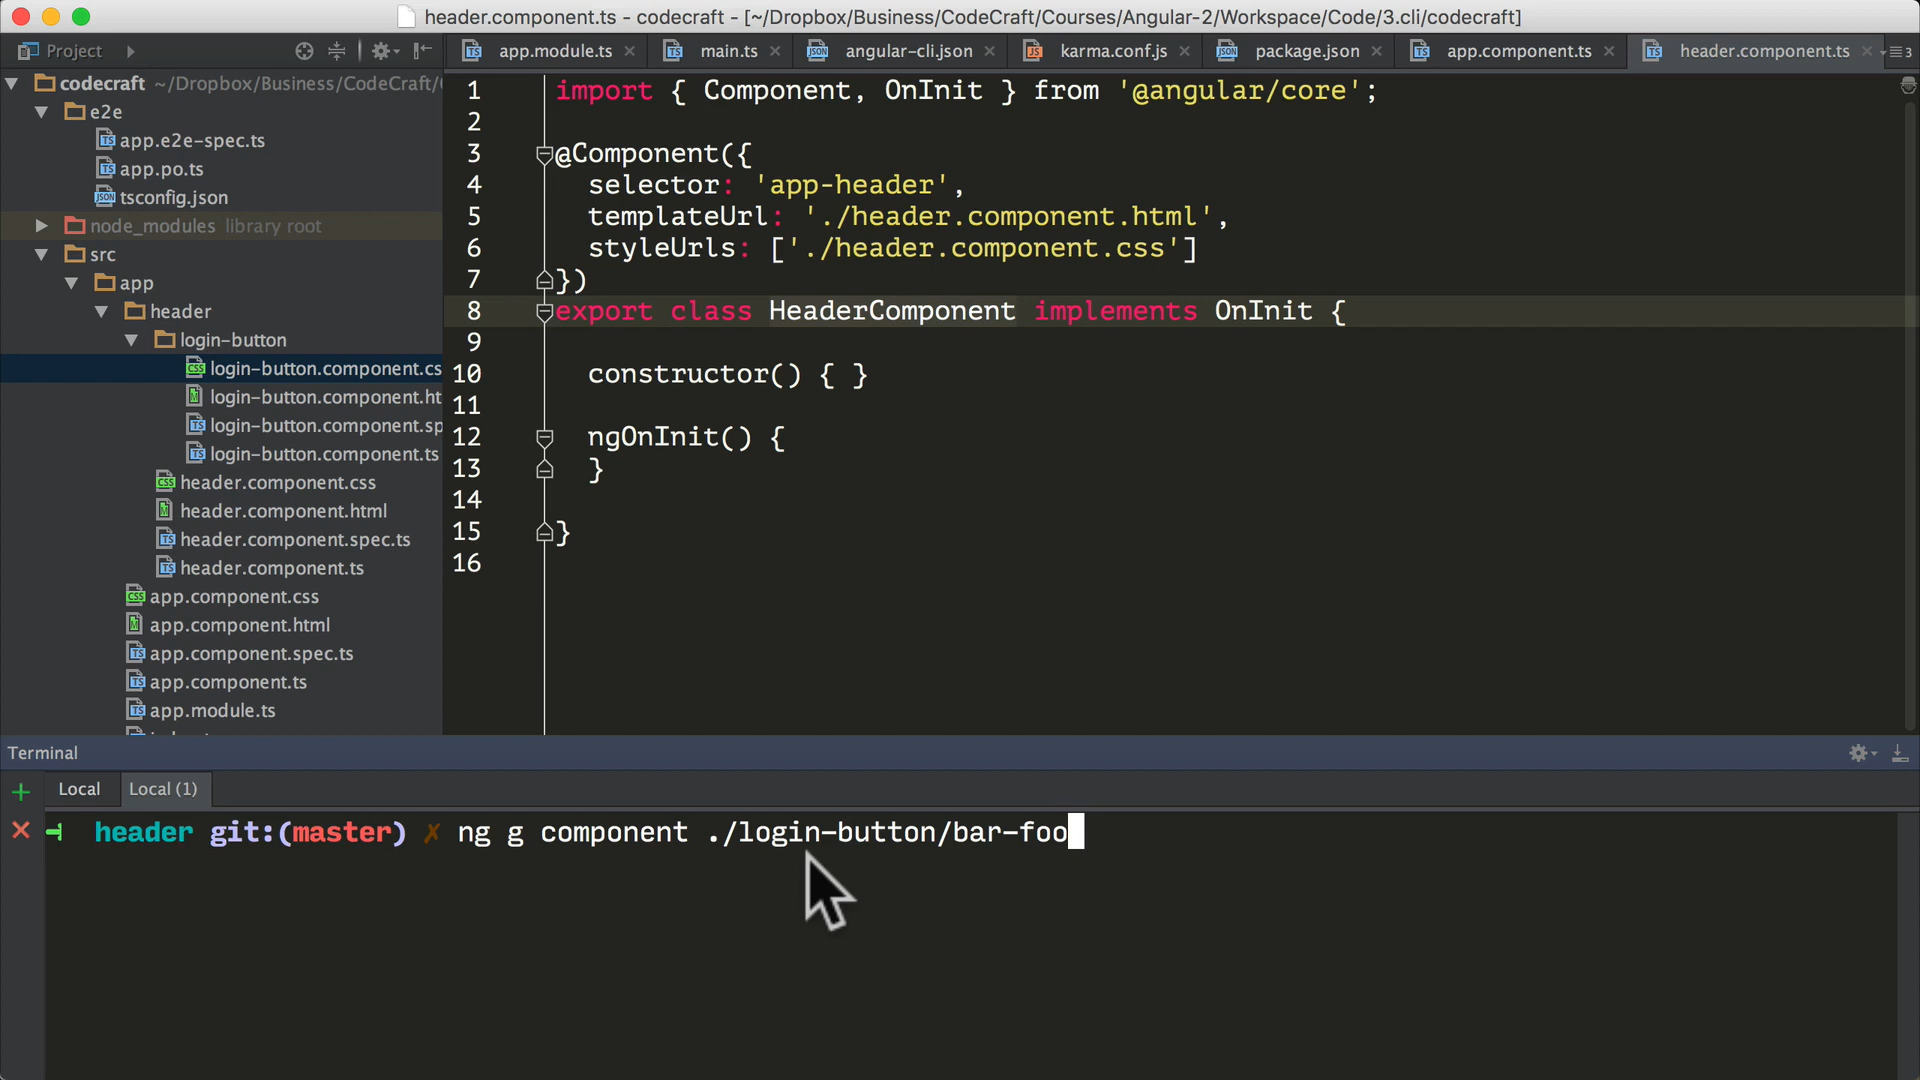 header.component.ts - codecraft - [~/Dropbox/Business/CodeCraft/Courses/Angular-2/Workspace/Code/3.cli/codecraft]
Project
app.module.ts
main.ts
angular-cli.json
karma.conf.js
package.json
app.component.ts
header.component.ts
3
codecraft ~/Dropbox/Business/CodeCraft/
e2e
app.e2e-spec.ts
app.po.ts
tsconfig.json
node_modules library root
src
app
header
login-button
login-button.component.cs
login-button.component.ht
login-button.component.sp
login-button.component.ts
header.component.css
header.component.html
header.component.spec.ts
header.component.ts
app.component.css
app.component.html
app.component.spec.ts
app.component.ts
app.module.ts
1 import { Component, OnInit } from '@angular/core';
2
3 @Component({
4 selector: 'app-header',
5 templateUrl: './header.component.html',
6 styleUrls: ['./header.component.css']
7 })
8 export class HeaderComponent implements OnInit {
9
10 constructor() { }
11
12 ngOnInit() {
13 }
14
15 }
16
Terminal
Local
Local (1)
header git:(master) ✗ ng g component ./login-button/bar-foo